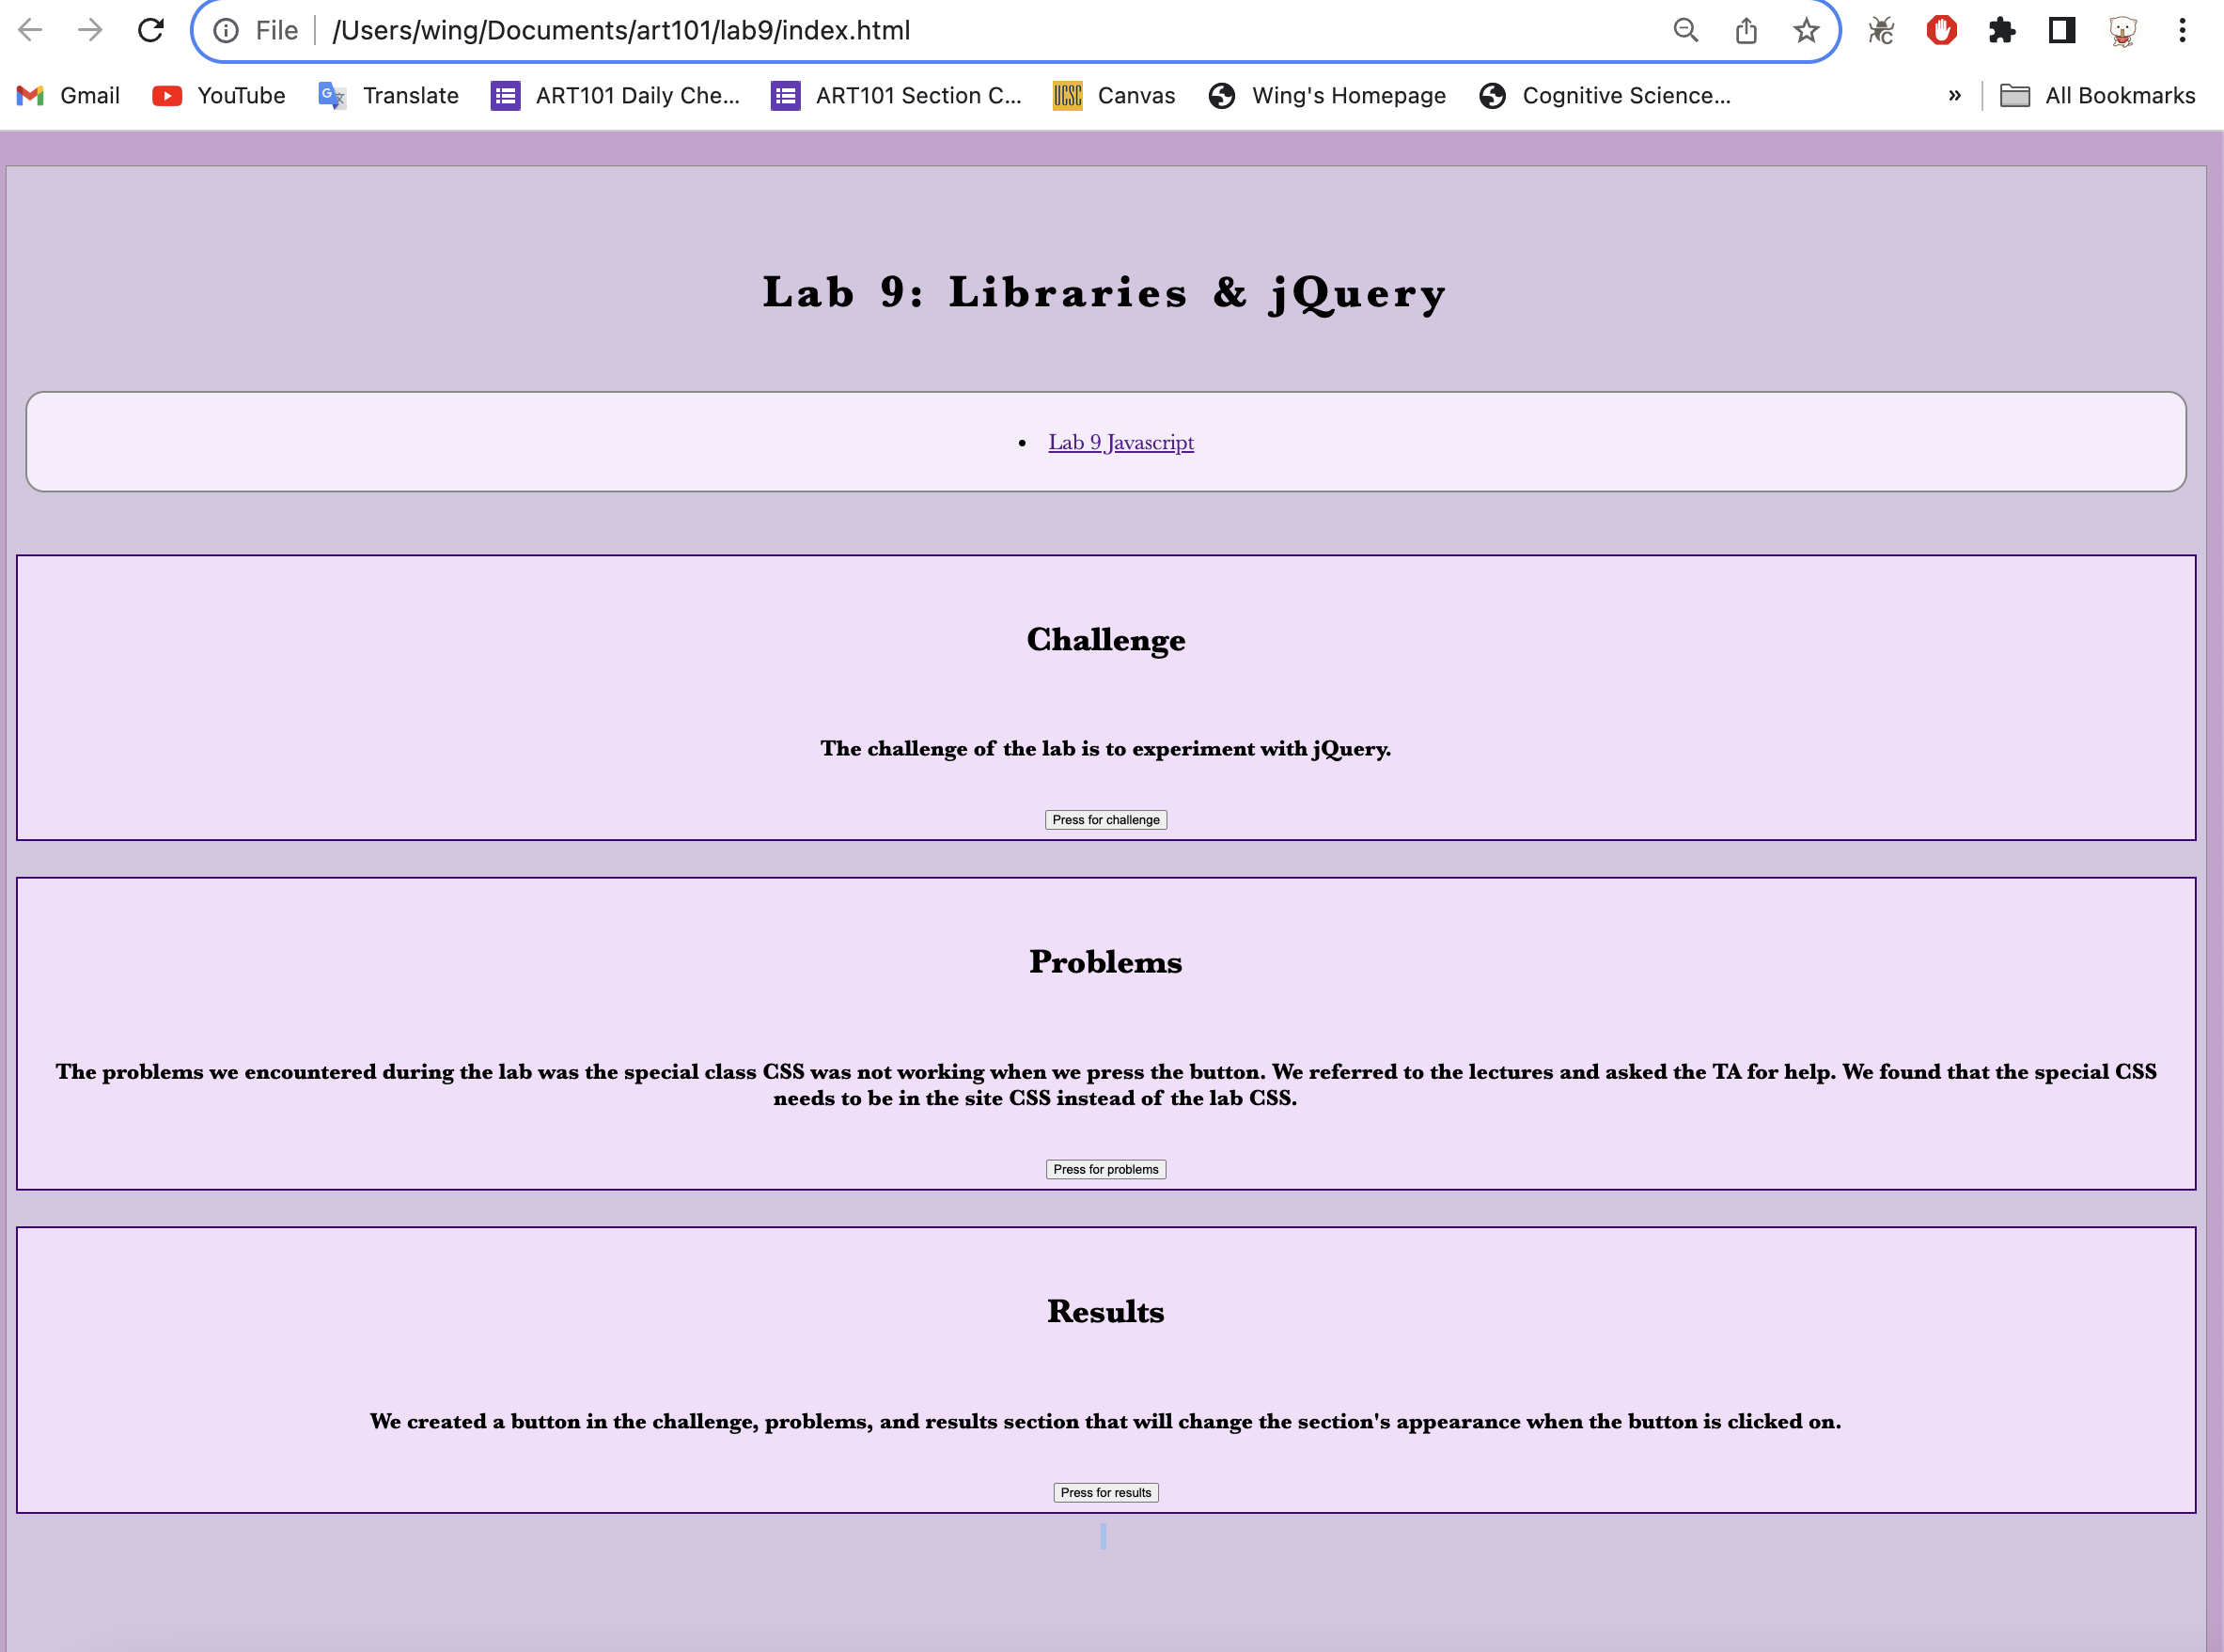 File /Users/wing/Documents/art101/lab9/index.html
Gmail YouTube Translate ART101 Daily Che... ART101 Section C... UCSC Canvas Wing's Homepage Cognitive Science... » All Bookmarks
Lab 9: Libraries & jQuery
• Lab 9 Javascript
Challenge
The challenge of the lab is to experiment with jQuery.
Press for challenge
Problems
The problems we encountered during the lab was the special class CSS was not working when we press the button. We referred to the lectures and asked the TA for help. We found that the special CSS
needs to be in the site CSS instead of the lab CSS.
Press for problems
Results
We created a button in the challenge, problems, and results section that will change the section's appearance when the button is clicked on.
Press for results